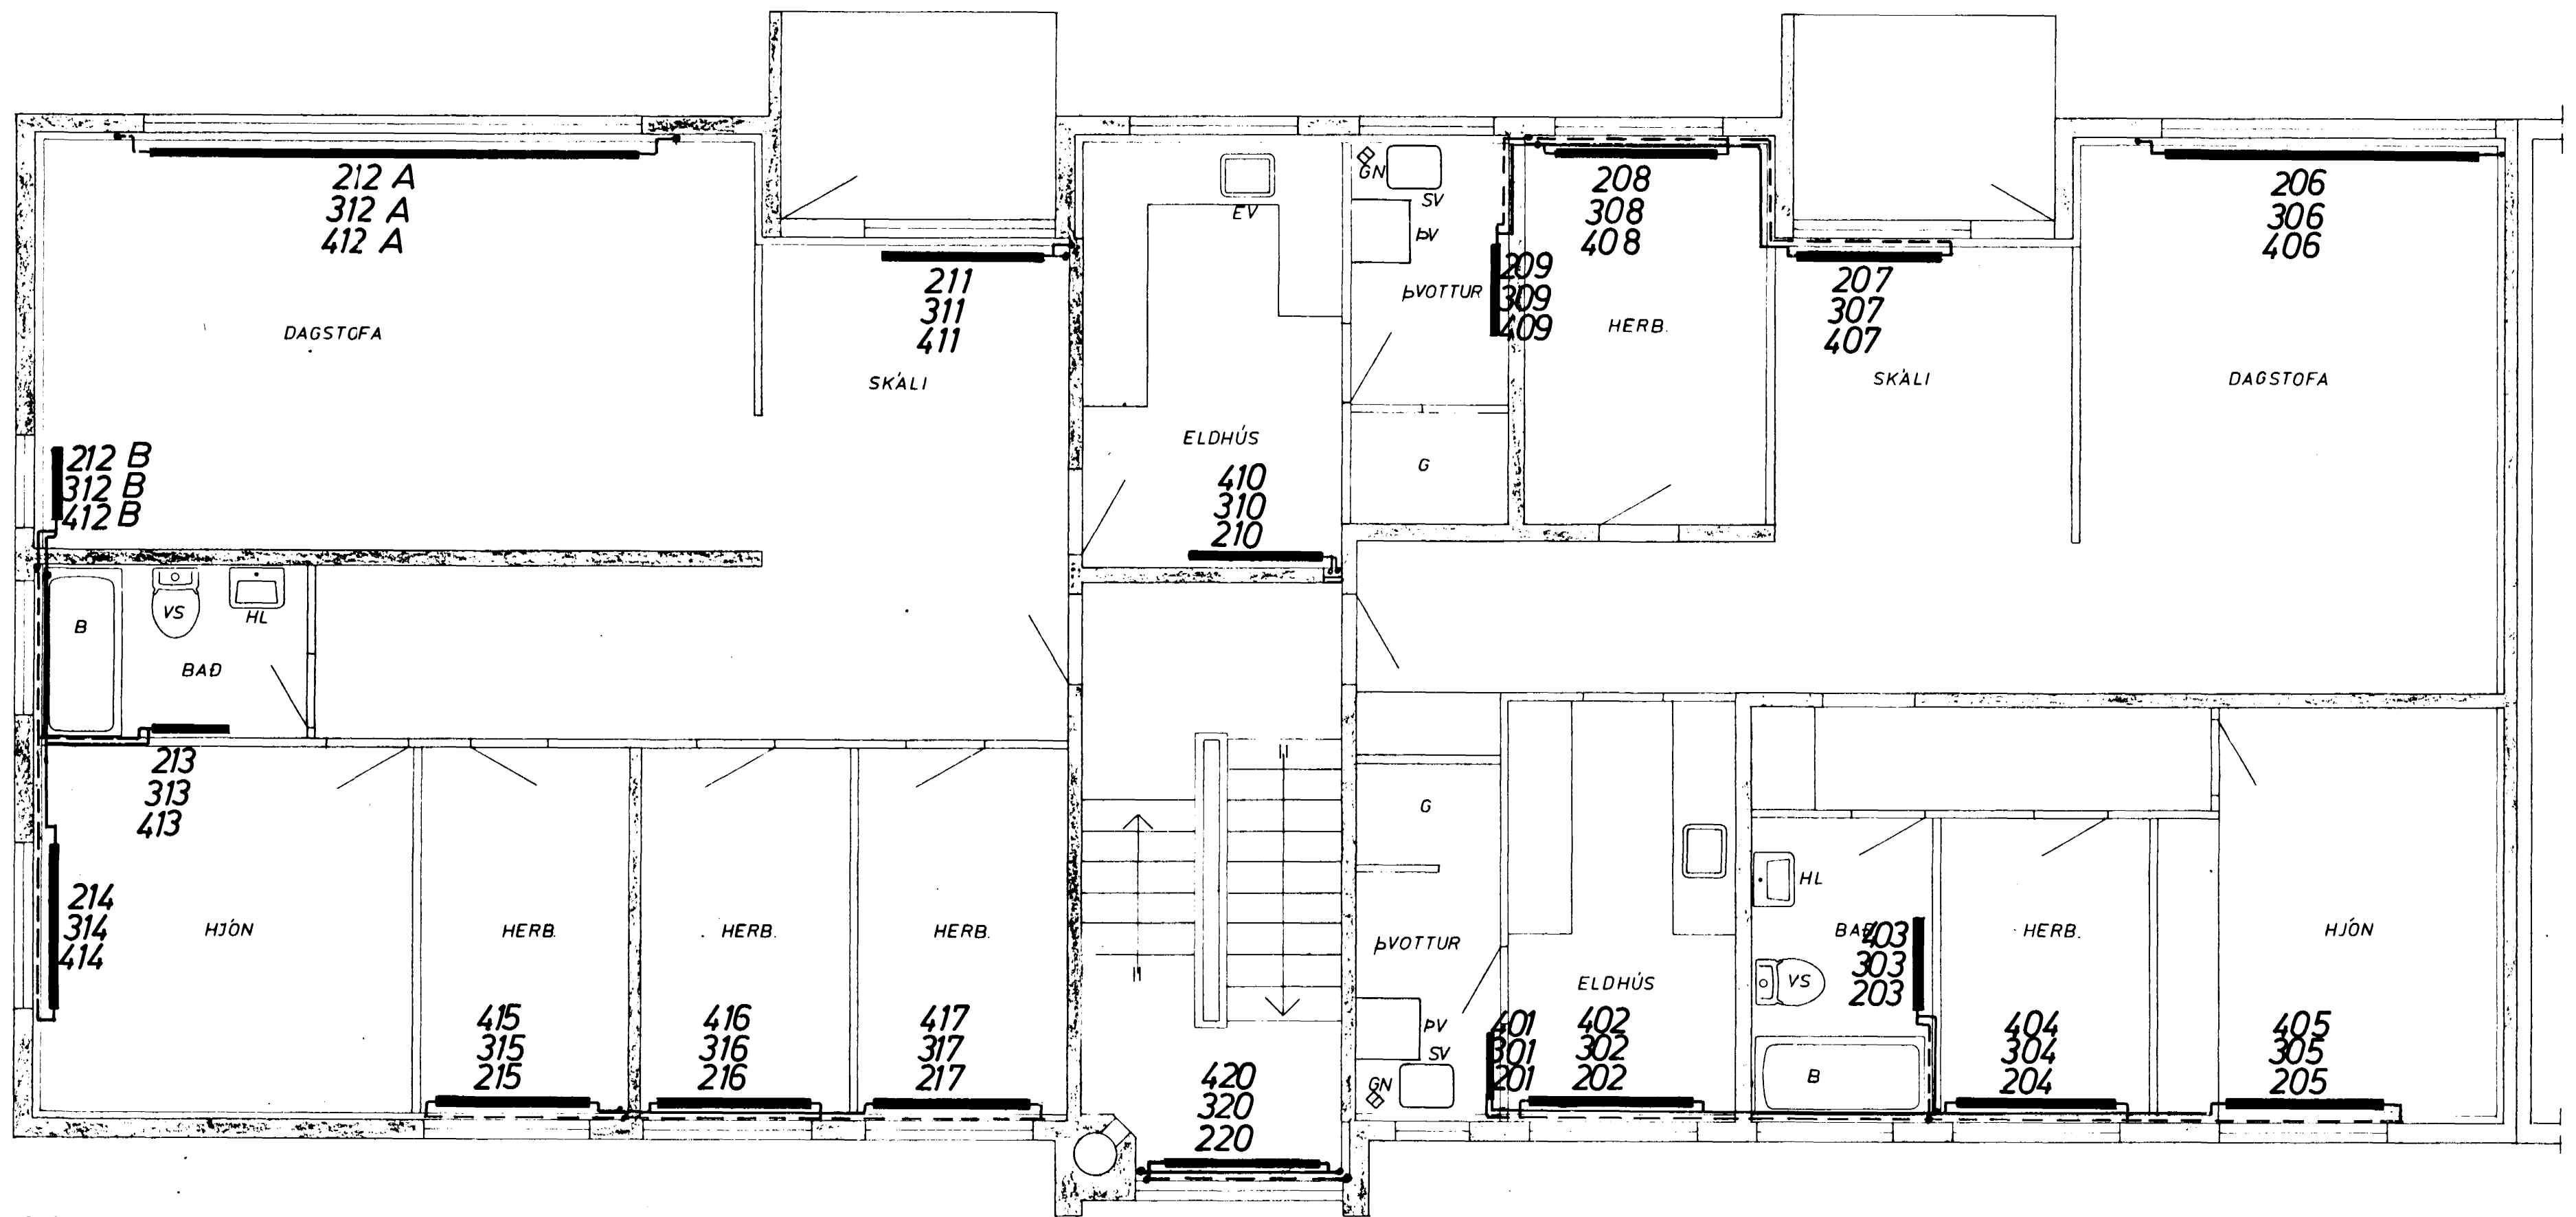 212 A
312 A
412 A
DAGSTOFA
212 B
312 B
412 B
211
311
411
SKÁLI
EV
ELDHÚS
410
310
210
GN
SV
ÞV
ÞVOTTUR
209
309
409
G
208
308
408
HERB.
207
307
407
SKÁLI
206
306
406
DAGSTOFA
B
VS
HL
BAÐ
213
313
413
214
314
414
HJÓN
HERB.
415
315
215
HERB.
416
316
216
HERB.
417
317
217
420
320
220
G
ÞVOTTUR
ÞV
SV
GN
401
301
201
ELDHÚS
402
302
202
HL
BAÐ
403
303
203
VS
B
HERB.
404
304
204
HJÓN
405
305
205